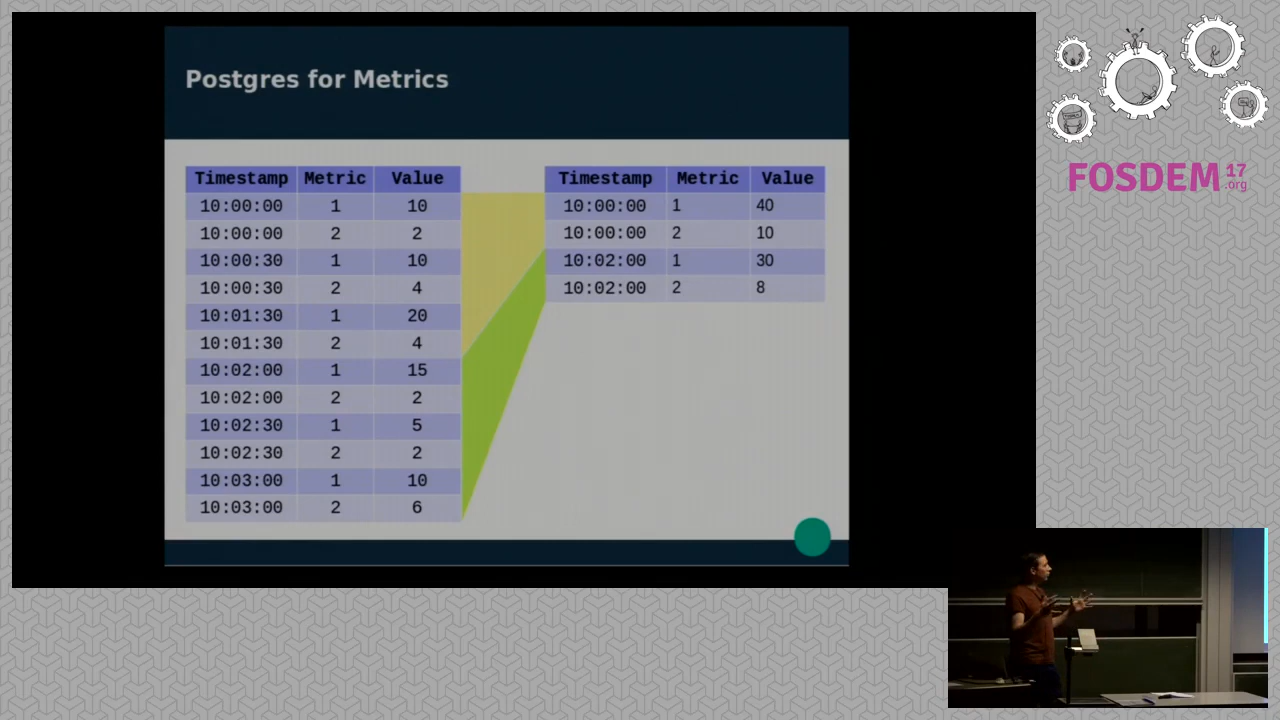 Postgres for Metrics
Timestamp Metric Value
10:00:00 1 10
10:00:00 2 2
10:00:30 1 10
10:00:30 2 4
10:01:30 1 20
10:01:30 2 4
10:02:00 1 15
10:02:00 2 2
10:02:30 1 5
10:02:30 2 2
10:03:00 1 10
10:03:00 2 6
Timestamp Metric Value
10:00:00 1 40
10:00:00 2 10
10:02:00 1 30
10:02:00 2 8
FOSDEM 17
.org